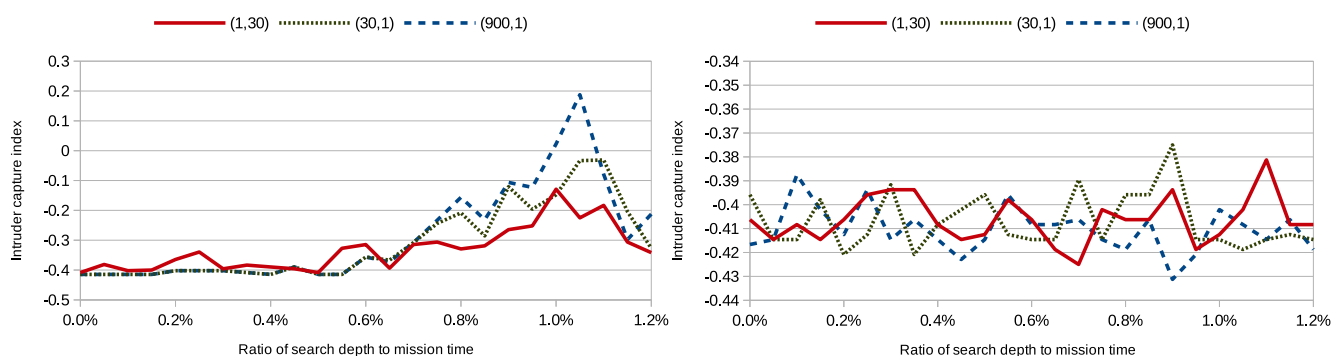 (1,30) (30,1) (900,1)
Intruder capture index
0.3
0.2
0.1
0
-0.1
-0.2
-0.3
-0.4
-0.5
0.0% 0.2% 0.4% 0.6% 0.8% 1.0% 1.2%
Ratio of search depth to mission time
(1,30) (30,1) (900,1)
Intruder capture index
-0.34
-0.35
-0.36
-0.37
-0.38
-0.39
-0.4
-0.41
-0.42
-0.43
-0.44
0.0% 0.2% 0.4% 0.6% 0.8% 1.0% 1.2%
Ratio of search depth to mission time